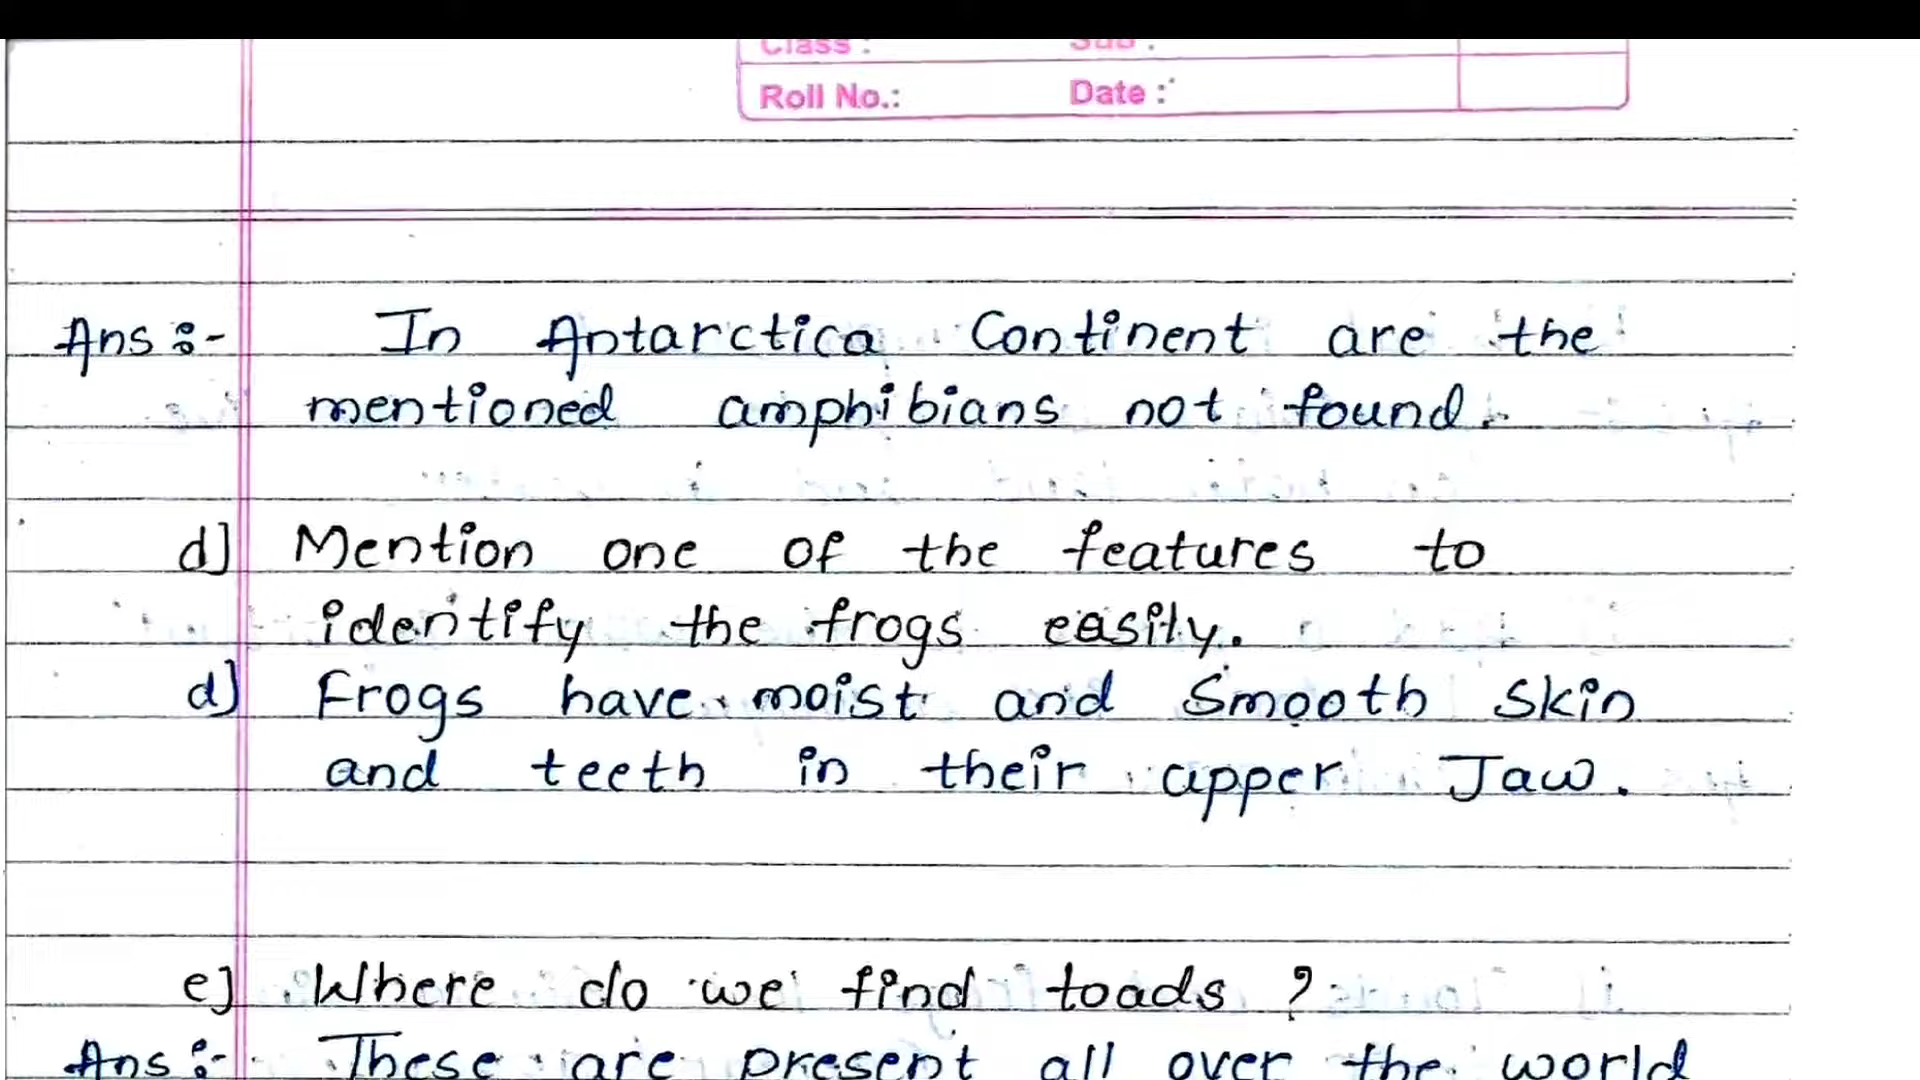 Class : Sub :
Roll No.: Date :
Ans :- In Antarctica Continent are the
mentioned amphibians not found.
d] Mention one of the features to
identify the frogs easily.
d] Frogs have moist and Smooth Skin
and teeth in their upper Jaw.
e] Where do we find toads ?
Ans :- These are present all over the world